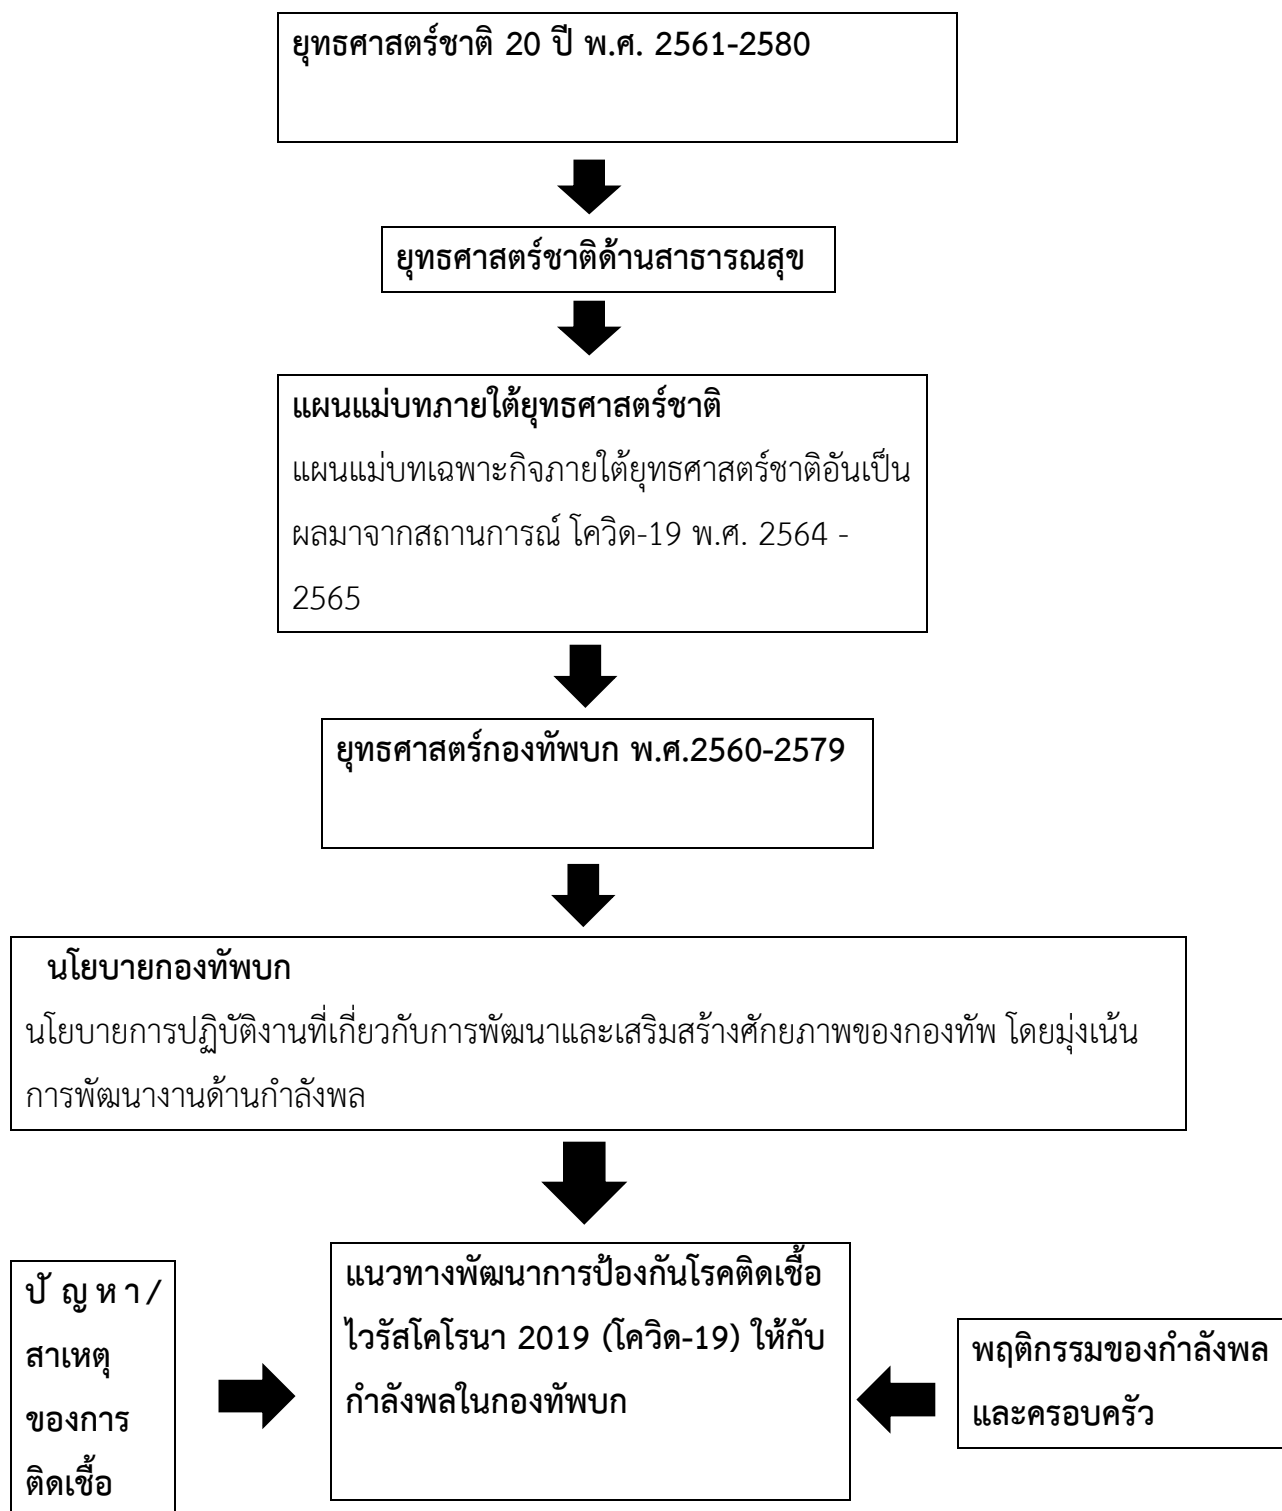 ยุทธศาสตร์ชาติ 20 ปี พ.ศ. 2561-2580
ยุทธศาสตร์ชาติด้านสาธารณสุข
แผนแม่บทภายใต้ยุทธศาสตร์ชาติ
แผนแม่บทเฉพาะกิจภายใต้ยุทธศาสตร์ชาติอันเป็น
ผลมาจากสถานการณ์ โควิด-19 พ.ศ. 2564 -
2565
ยุทธศาสตร์กองทัพบก พ.ศ.2560-2579
นโยบายกองทัพบก
นโยบายการปฏิบัติงานที่เกี่ยวกับการพัฒนาและเสริมสร้างศักยภาพของกองทัพ โดยมุ่งเน้น
การพัฒนางานด้านกำลังพล
ปัญหา/
สาเหตุ
ของการ
ติดเชื้อ
แนวทางพัฒนาการป้องกันโรคติดเชื้อ
ไวรัสโคโรนา 2019 (โควิด-19) ให้กับ
กำลังพลในกองทัพบก
พฤติกรรมของกำลังพล
และครอบครัว